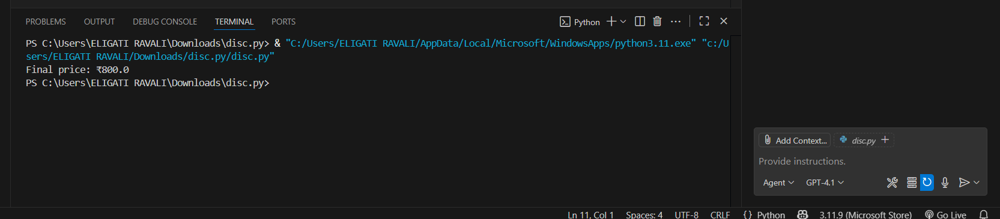 PROBLEMS OUTPUT DEBUG CONSOLE TERMINAL PORTS Python
PS C:\Users\ELIGATI RAVALI\Downloads\disc.py> & "C:/Users/ELIGATI RAVALI/AppData/Local/Microsoft/WindowsApps/python3.11.exe" "c:/U
sers/ELIGATI RAVALI/Downloads/disc.py/disc.py"
Final price: ₹800.0
PS C:\Users\ELIGATI RAVALI\Downloads\disc.py>
Add Context... disc.py
Provide instructions.
Agent GPT-4.1
Ln 11, Col 1 Spaces: 4 UTF-8 CRLF {} Python 3.11.9 (Microsoft Store) Go Live